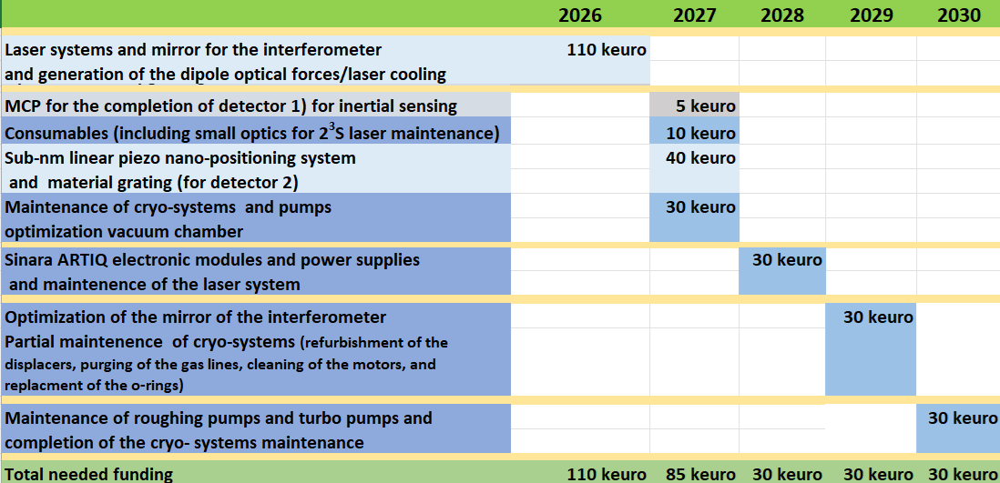 2026 2027 2028 2029 2030
Laser systems and mirror for the interferometer 110 keuro
and generation of the dipole optical forces/laser cooling
MCP for the completion of detector 1) for inertial sensing 5 keuro
Consumables (including small optics for 2³S laser maintenance) 10 keuro
Sub-nm linear piezo nano-positioning system 40 keuro
and material grating (for detector 2)
Maintenance of cryo-systems and pumps 30 keuro
optimization vacuum chamber
Sinara ARTIQ electronic modules and power supplies 30 keuro
and maintenence of the laser system
Optimization of the mirror of the interferometer 30 keuro
Partial maintenence of cryo-systems (refurbishment of the
displacers, purging of the gas lines, cleaning of the motors, and
replacment of the o-rings)
Maintenance of roughing pumps and turbo pumps and 30 keuro
completion of the cryo- systems maintenance
Total needed funding 110 keuro 85 keuro 30 keuro 30 keuro 30 keuro